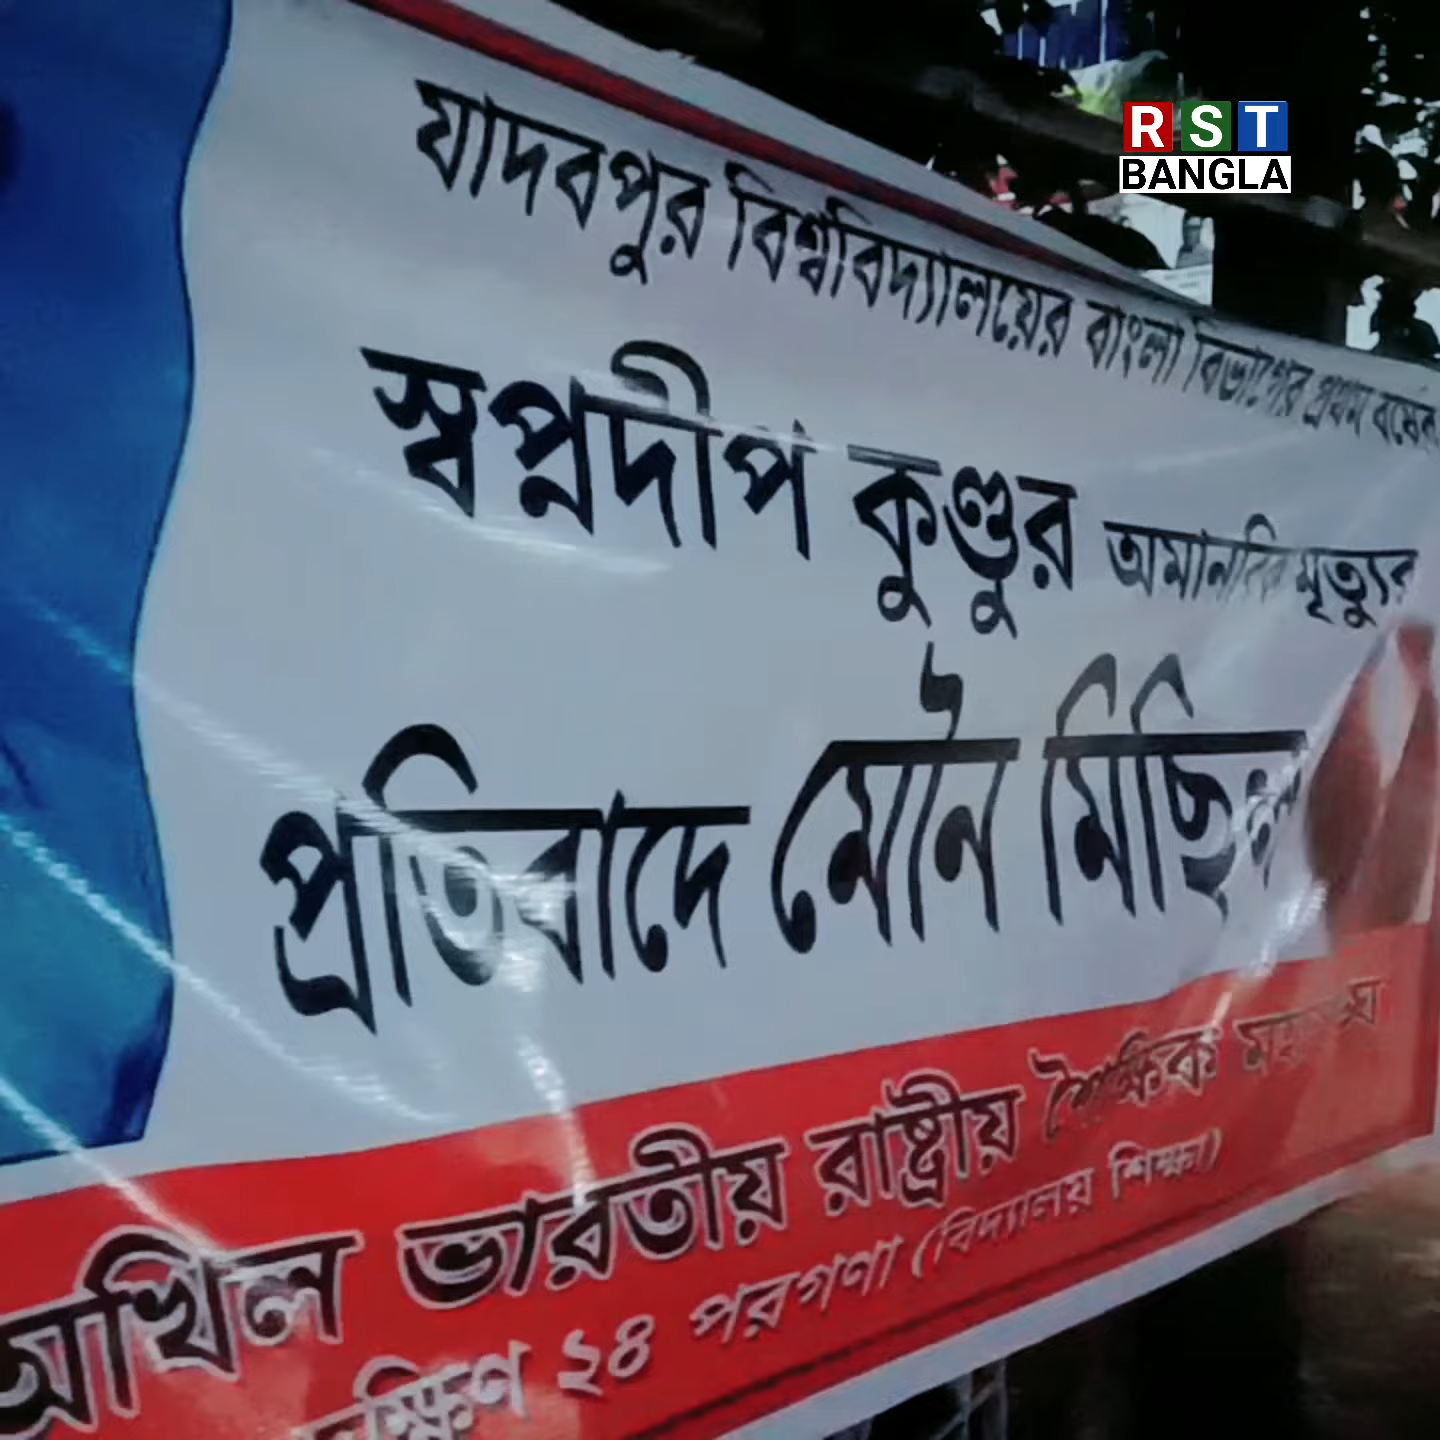 RST
BANGLA
যাদবপুর বিশ্ববিদ্যালয়ের বাংলা বিভাগের প্রথম বর্ষের
স্বপ্নদীপ কুণ্ডুর অমানবিক মৃত্যুর
প্রতিবাদে মৌন মিছিল
অখিল ভারতীয় রাষ্ট্রীয় শৈক্ষিক মহাসঙ্ঘ
দক্ষিণ ২৪ পরগণা (বিদ্যালয় শিক্ষা)